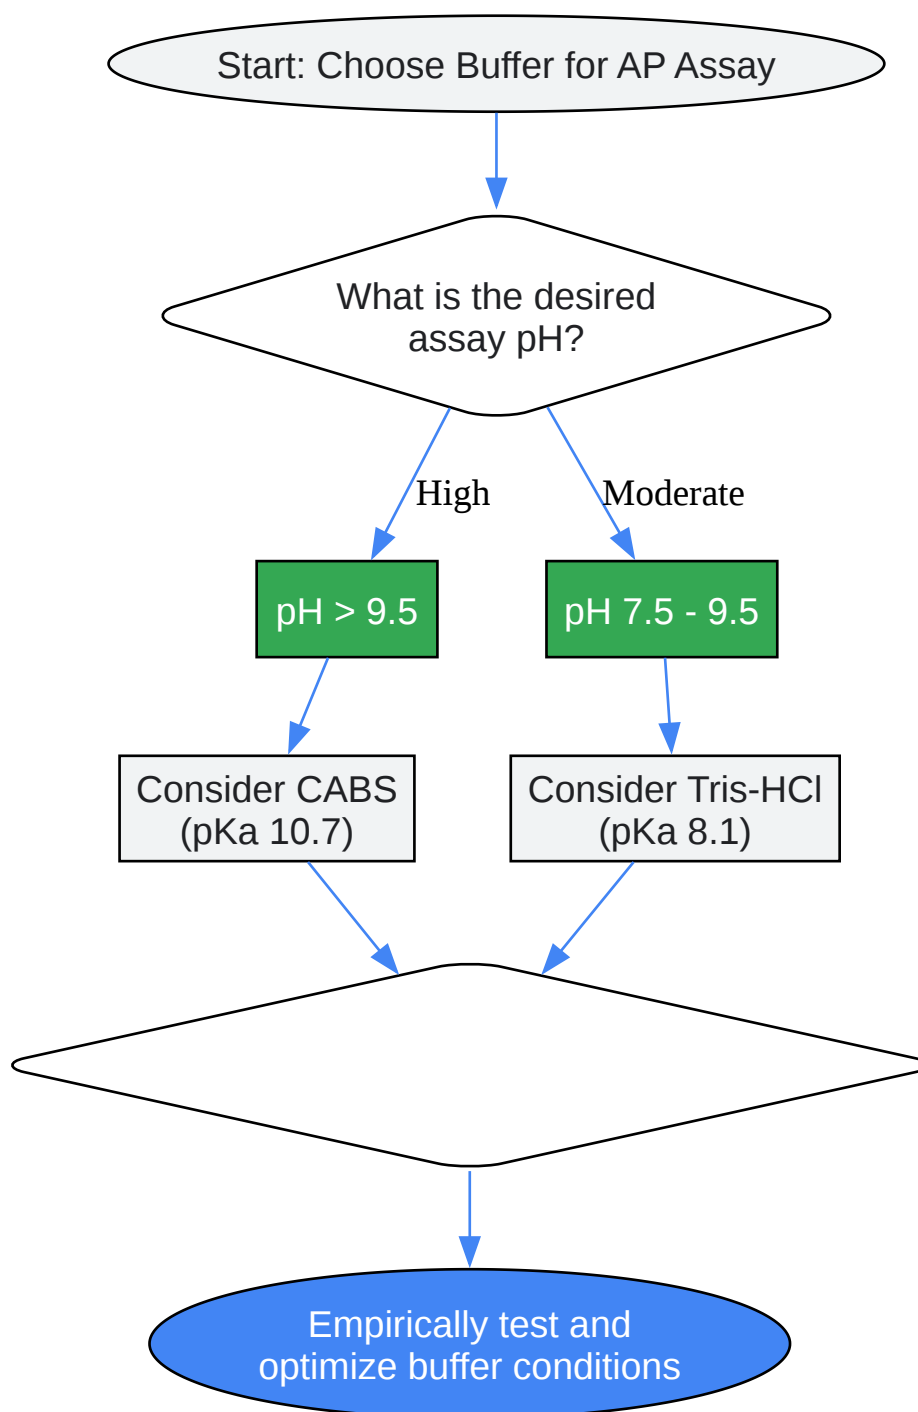 Start: Choose Buffer for AP Assay
What is the desired
assay pH?
High
Moderate
pH > 9.5
pH 7.5 - 9.5
Consider CABS
(pKa 10.7)
Consider Tris-HCl
(pKa 8.1)
Empirically test and
optimize buffer conditions